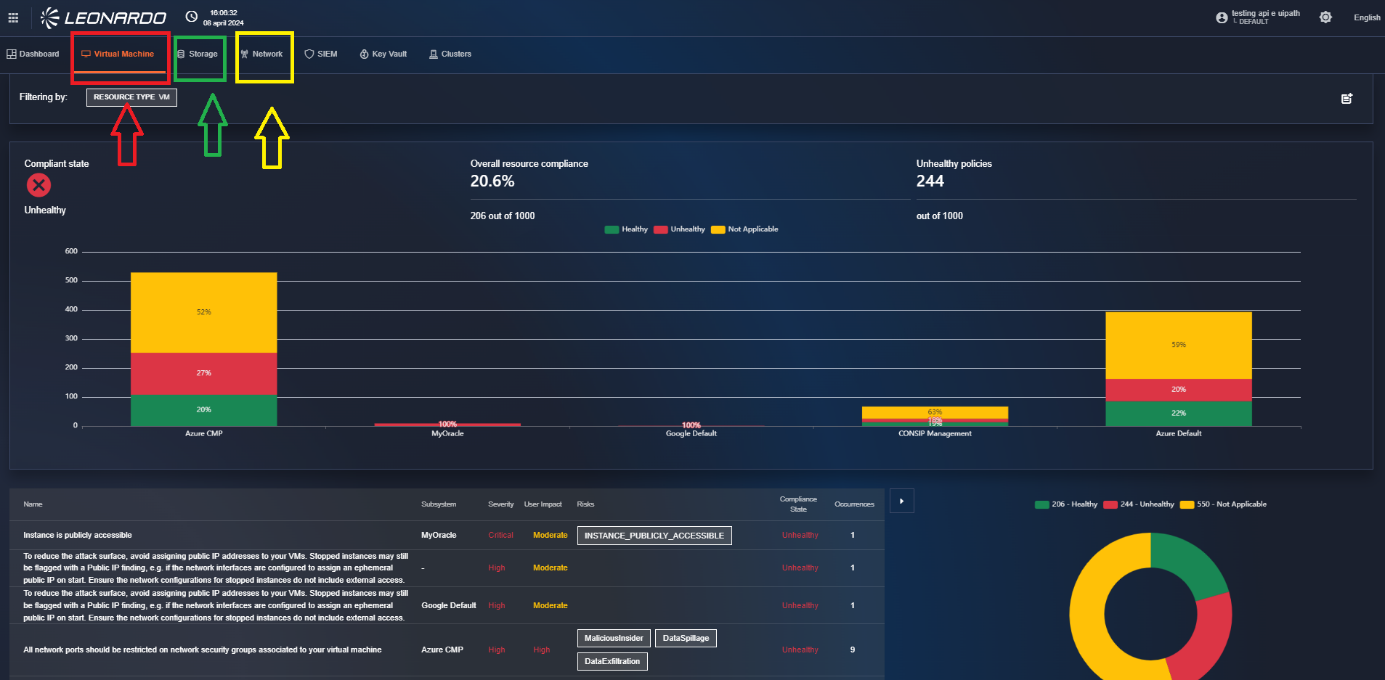 LEONARDO
16:06:32
08 april 2024
testing api e uipath
DEFAULT
English
Dashboard
Virtual Machine
Storage
Network
SIEM
Key Vault
Clusters
Filtering by:
RESOURCE TYPE VM
Compliant state
Unhealthy
Overall resource compliance
20.6%
206 out of 1000
Unhealthy policies
244
out of 1000
Healthy
Unhealthy
Not Applicable
600
500
400
300
200
100
0
52%
27%
20%
100%
100%
63%
19%
59%
20%
22%
Azure CMP
MyOracle
Google Default
CONSIP Management
Azure Default
Name
Subsystem
Severity
User Impact
Risks
Compliance
State
Occurrences
Instance is publicly accessible
MyOracle
Critical
Moderate
INSTANCE_PUBLICLY_ACCESSIBLE
Unhealthy
1
To reduce the attack surface, avoid assigning public IP addresses to your VMs. Stopped instances may still
be flagged with a Public IP finding, e.g. if the network interfaces are configured to assign an ephemeral
public IP on start. Ensure the network configurations for stopped instances do not include external access.
-
High
Moderate
Unhealthy
1
To reduce the attack surface, avoid assigning public IP addresses to your VMs. Stopped instances may still
be flagged with a Public IP finding, e.g. if the network interfaces are configured to assign an ephemeral
public IP on start. Ensure the network configurations for stopped instances do not include external access.
Google Default
High
Moderate
Unhealthy
1
All network ports should be restricted on network security groups associated to your virtual machine
Azure CMP
High
High
MaliciousInsider
DataSpillage
DataExfiltration
Unhealthy
9
206 - Healthy
244 - Unhealthy
550 - Not Applicable